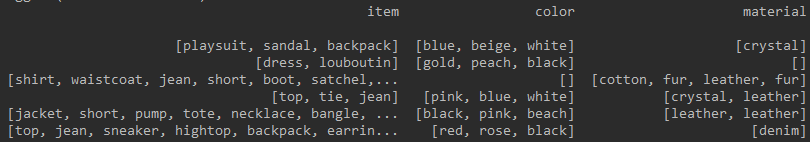 item color material
[playsuit, sandal, backpack] [blue, beige, white] [crystal]
[dress, louboutin] [gold, peach, black] []
[shirt, waistcoat, jean, short, boot, satchel,... [] [cotton, fur, leather, fur]
[top, tie, jean] [pink, blue, white] [crystal, leather]
[jacket, short, pump, tote, necklace, bangle, ... [black, pink, beach] [leather, leather]
[top, jean, sneaker, hightop, backpack, earrin... [red, rose, black] [denim]